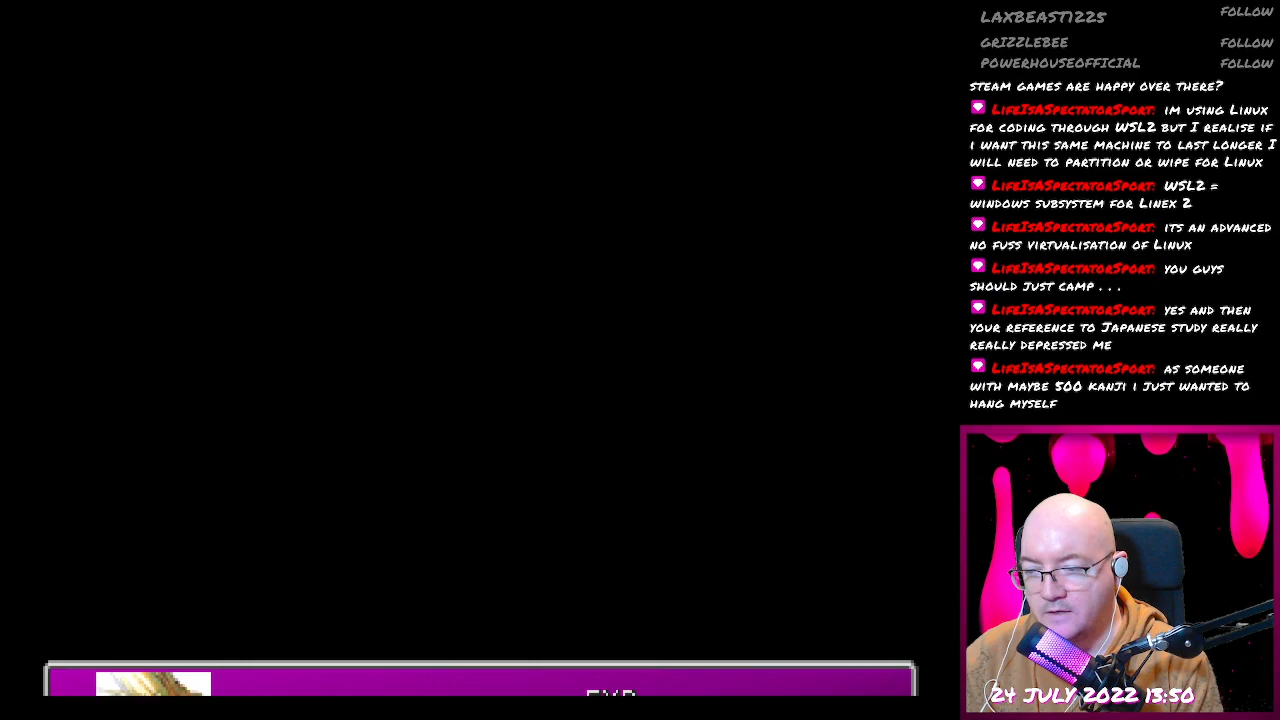 LAXBEAST1225 FOLLOW
GRIZZLEBEE FOLLOW
POWERHOUSEOFFICIAL FOLLOW
STEAM GAMES ARE HAPPY OVER THERE?
LifeIsASpectatorSport: im using Linux
for coding through WSL2 but I realise if
i want this same machine to last longer I
will need to partition or wipe for Linux
LifeIsASpectatorSport: WSL2 =
windows subsystem for Linex 2
LifeIsASpectatorSport: its an advanced
no fuss virtualisation of Linux
LifeIsASpectatorSport: you guys
should just camp . . .
LifeIsASpectatorSport: yes and then
your reference to Japanese study really
really depressed me
LifeIsASpectatorSport: as someone
with maybe 500 kanji i just wanted to
hang myself
24 JULY 2022 13:50